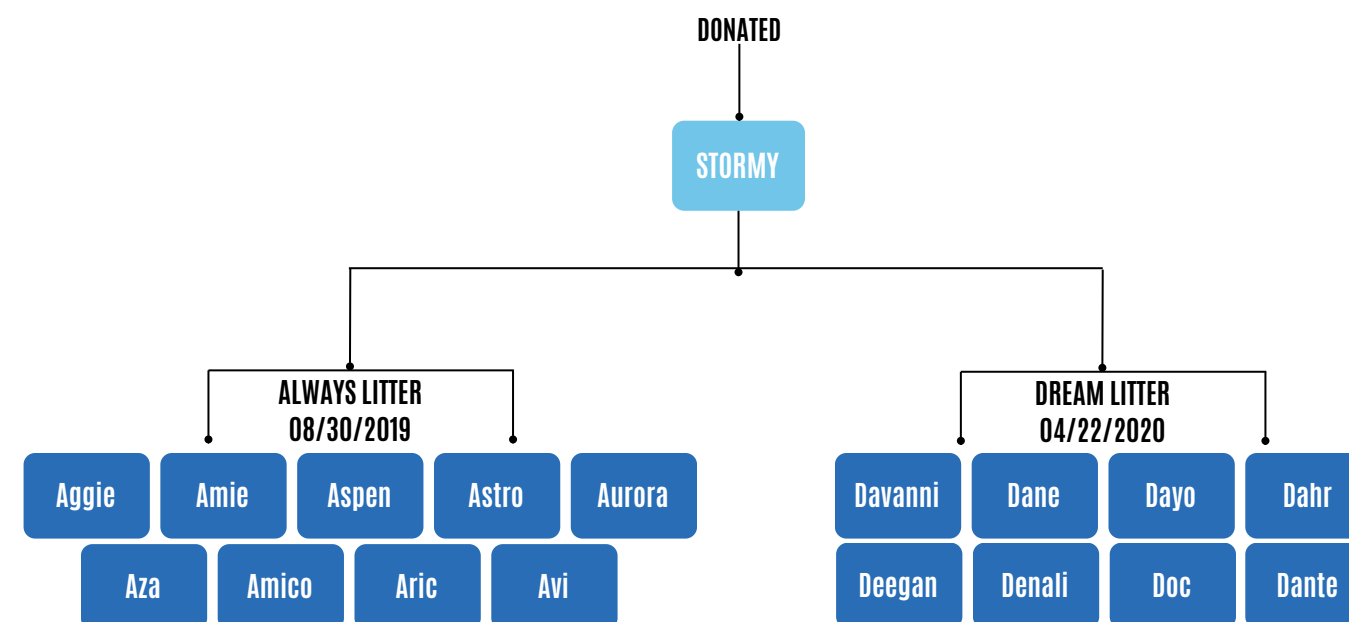 DONATED
STORMY
ALWAYS LITTER
08/30/2019
Aggie Amie Aspen Astro Aurora
Aza Amico Aric Avi
DREAM LITTER
04/22/2020
Davanni Dane Dayo Dahr
Deegan Denali Doc Dante